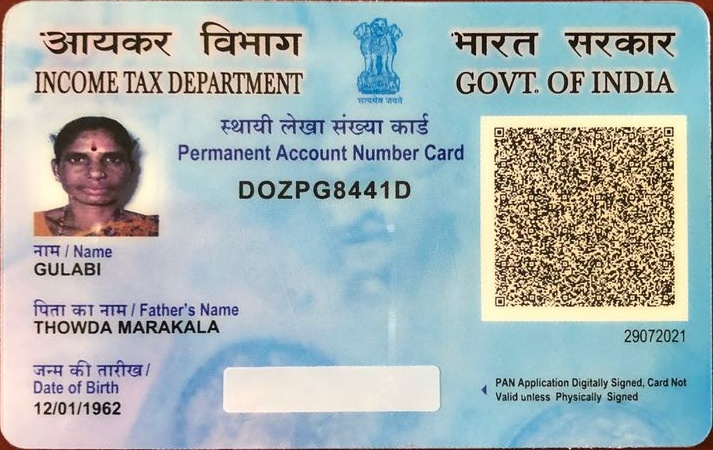 आयकर विभाग
INCOME TAX DEPARTMENT
सत्यमेव जयते
भारत सरकार
GOVT. OF INDIA
स्थायी लेखा संख्या कार्ड
Permanent Account Number Card
DOZPG8441D
नाम / Name
GULABI
पिता का नाम / Father's Name
THOWDA MARAKALA
जन्म की तारीख /
Date of Birth
12/01/1962
29072021
PAN Application Digitally Signed, Card Not
Valid unless Physically Signed